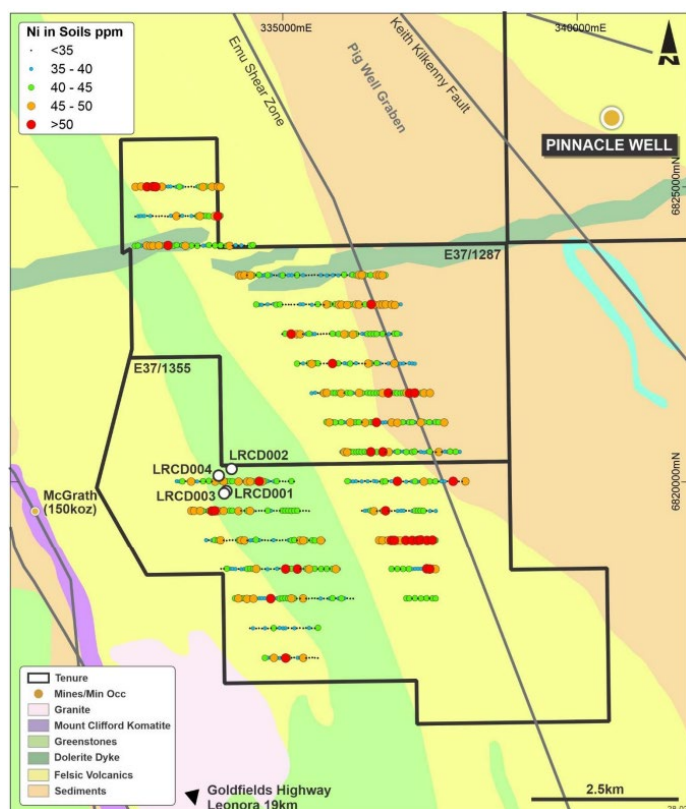 Ni in Soils ppm
<35
35 - 40
40 - 45
45 - 50
>50
335000mE
340000mE
Emu Shear Zone
Pig Well Graben
Keith Kilkenny Fault
N
PINNACLE WELL
6825000mN
E37/1287
E37/1355
LRCD002
LRCD004
LRCD003
LRCD001
6820000mN
McGrath
(150koz)
Tenure
Mines/Min Occ
Granite
Mount Clifford Komatite
Greenstones
Dolerite Dyke
Felsic Volcanics
Sediments
Goldfields Highway
Leonora 19km
2.5km